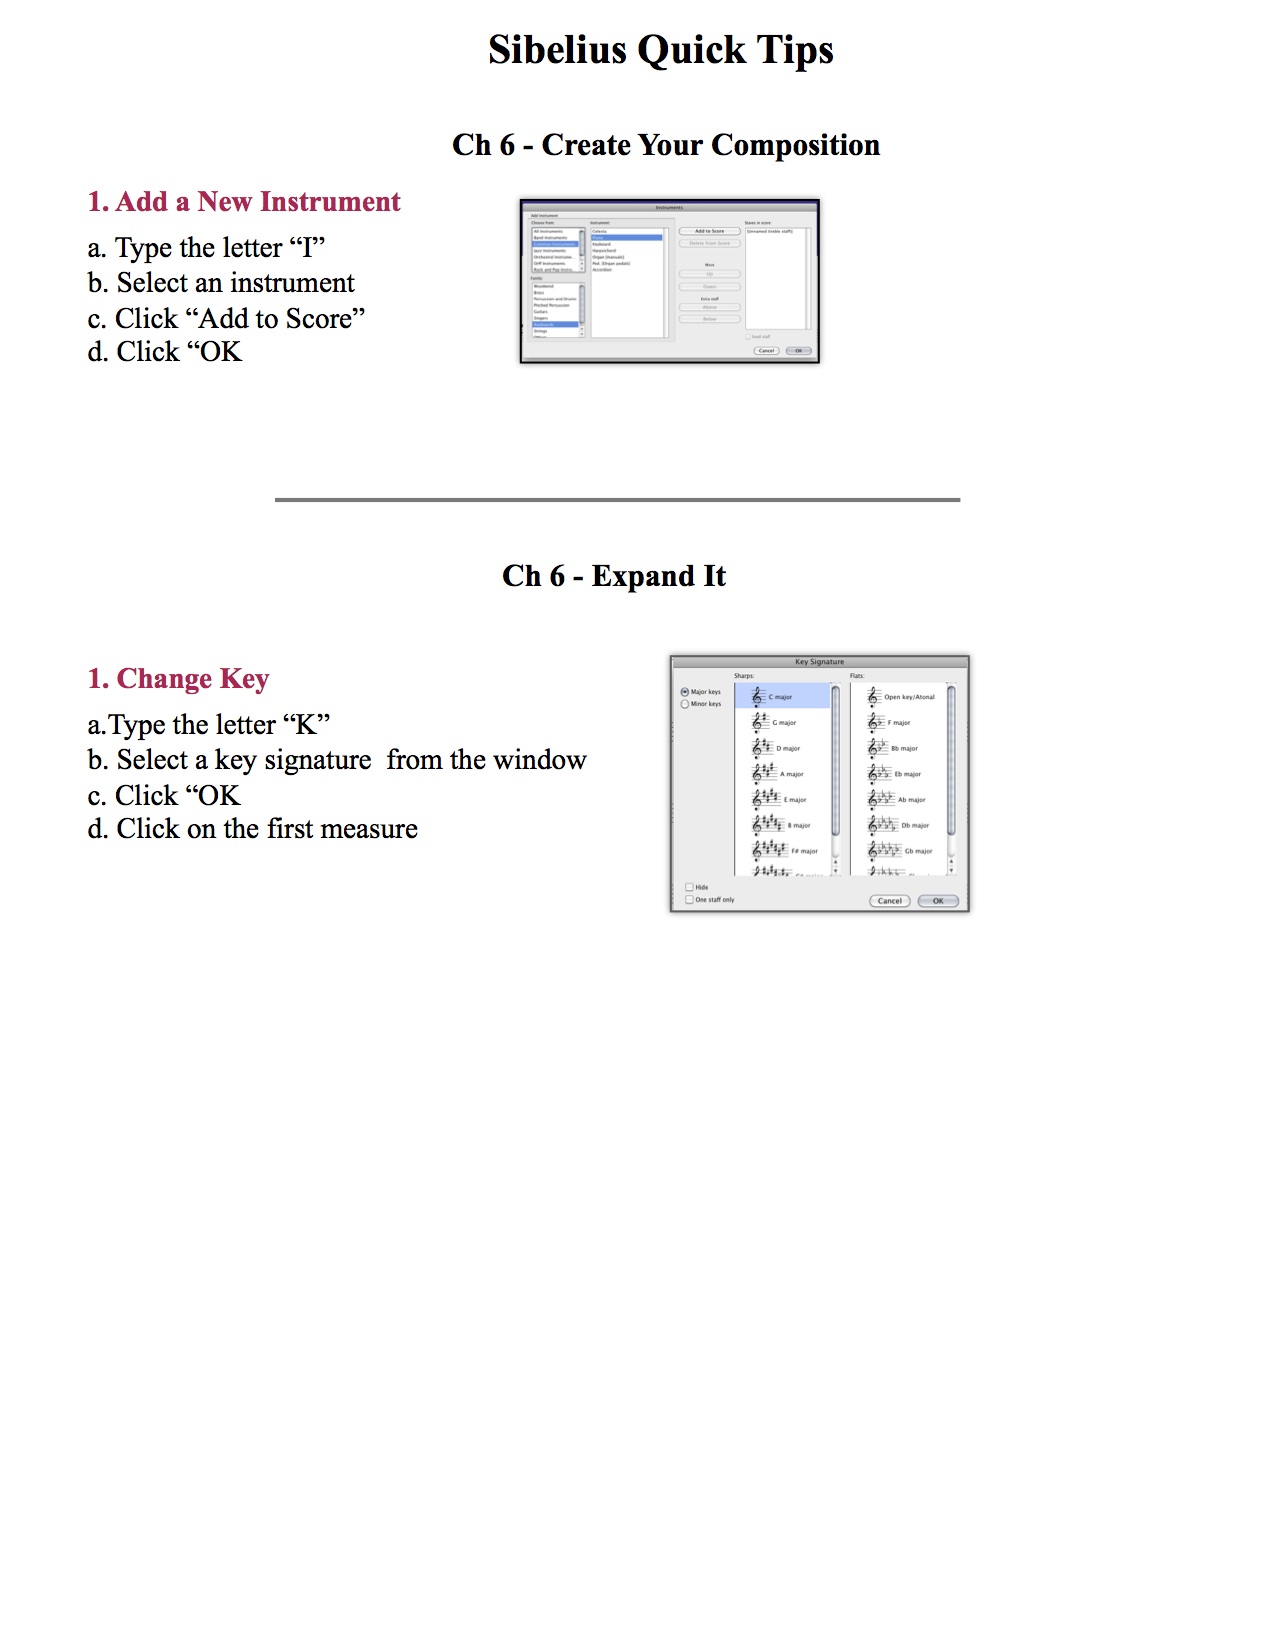 Sibelius Quick Tips
Ch 6 - Create Your Composition
1. Add a New Instrument
a. Type the letter “I”
b. Select an instrument
c. Click “Add to Score”
d. Click “OK
Instruments
Add instrument
Choose from:
Instrument:
Staves in score:
All Instruments
Band Instruments
Common Instruments
Jazz Instruments
Orchestral Instrume...
Orff Instruments
Rock and Pop Instru...
Celesta
Piano
Keyboard
Harpsichord
Organ [manuals]
Ped. [Organ pedals]
Accordion
Add to Score
Delete from Score
Move
Up
Down
Extra staff
Above
Below
[Unnamed (treble staff)]
Family:
Woodwind
Brass
Percussion and Drums
Pitched Percussion
Guitars
Singers
Keyboards
Strings
Small staff
Cancel
OK
Ch 6 - Expand It
1. Change Key
a.Type the letter “K”
b. Select a key signature  from the window
c. Click “OK
d. Click on the first measure
Key Signature
Sharps:
Flats:
Major keys
Minor keys
C major
G major
D major
A major
E major
B major
F# major
Open key/Atonal
F major
Bb major
Eb major
Ab major
Db major
Gb major
Hide
One staff only
Cancel
OK